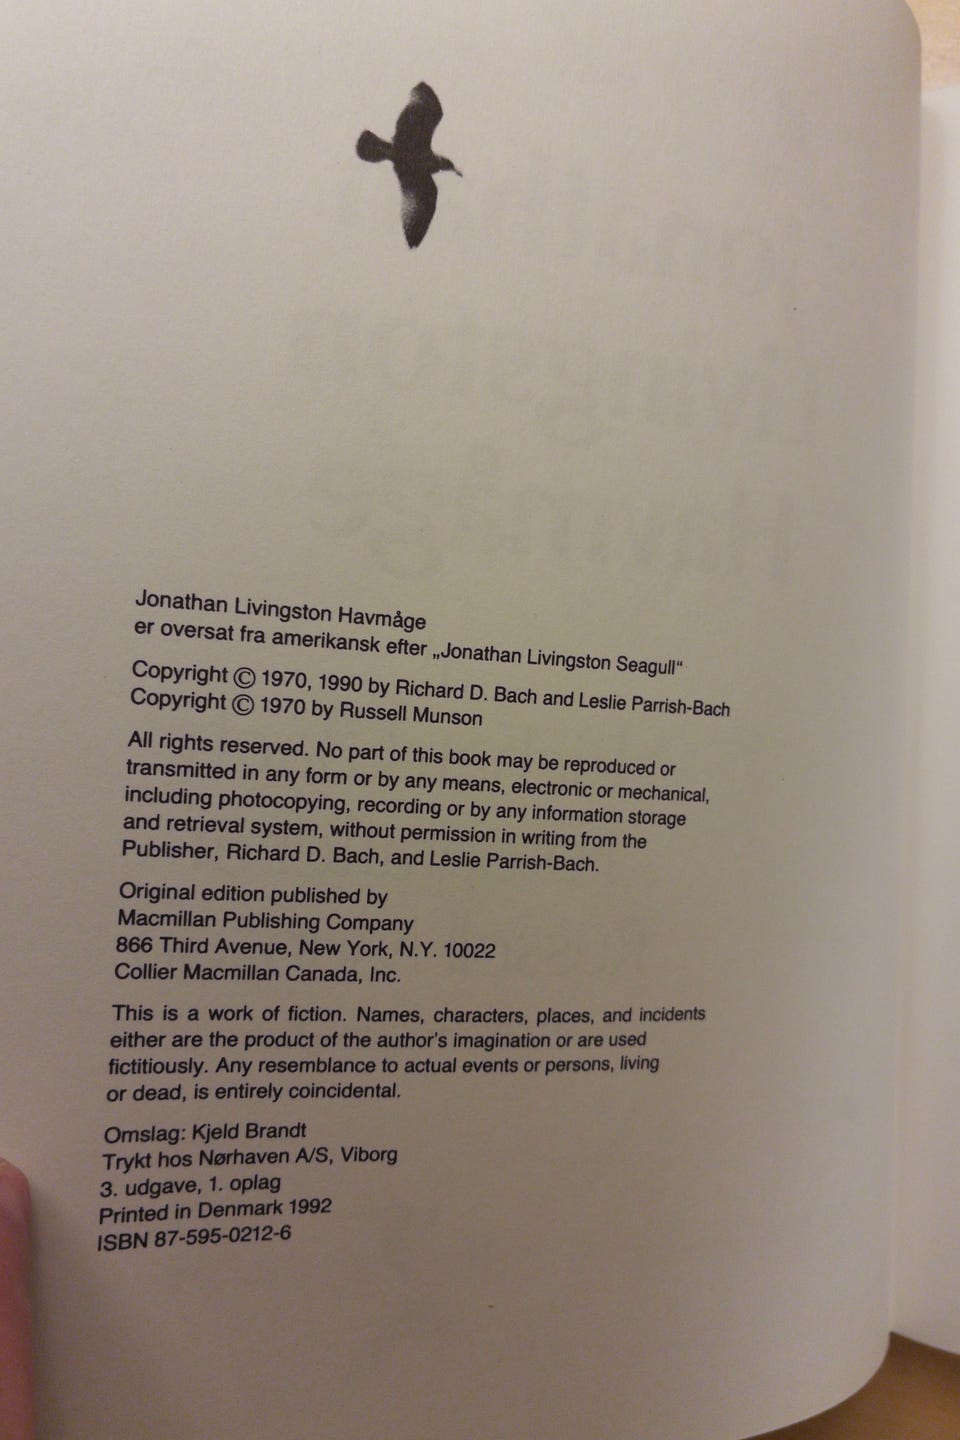 Jonathan Livingston Havmåge
er oversat fra amerikansk efter „Jonathan Livingston Seagull“
Copyright © 1970, 1990 by Richard D. Bach and Leslie Parrish-Bach
Copyright © 1970 by Russell Munson
All rights reserved. No part of this book may be reproduced or
transmitted in any form or by any means, electronic or mechanical,
including photocopying, recording or by any information storage
and retrieval system, without permission in writing from the
Publisher, Richard D. Bach, and Leslie Parrish-Bach.
Original edition published by
Macmillan Publishing Company
866 Third Avenue, New York, N.Y. 10022
Collier Macmillan Canada, Inc.
This is a work of fiction. Names, characters, places, and incidents
either are the product of the author's imagination or are used
fictitiously. Any resemblance to actual events or persons, living
or dead, is entirely coincidental.
Omslag: Kjeld Brandt
Trykt hos Nørhaven A/S, Viborg
3. udgave, 1. oplag
Printed in Denmark 1992
ISBN 87-595-0212-6